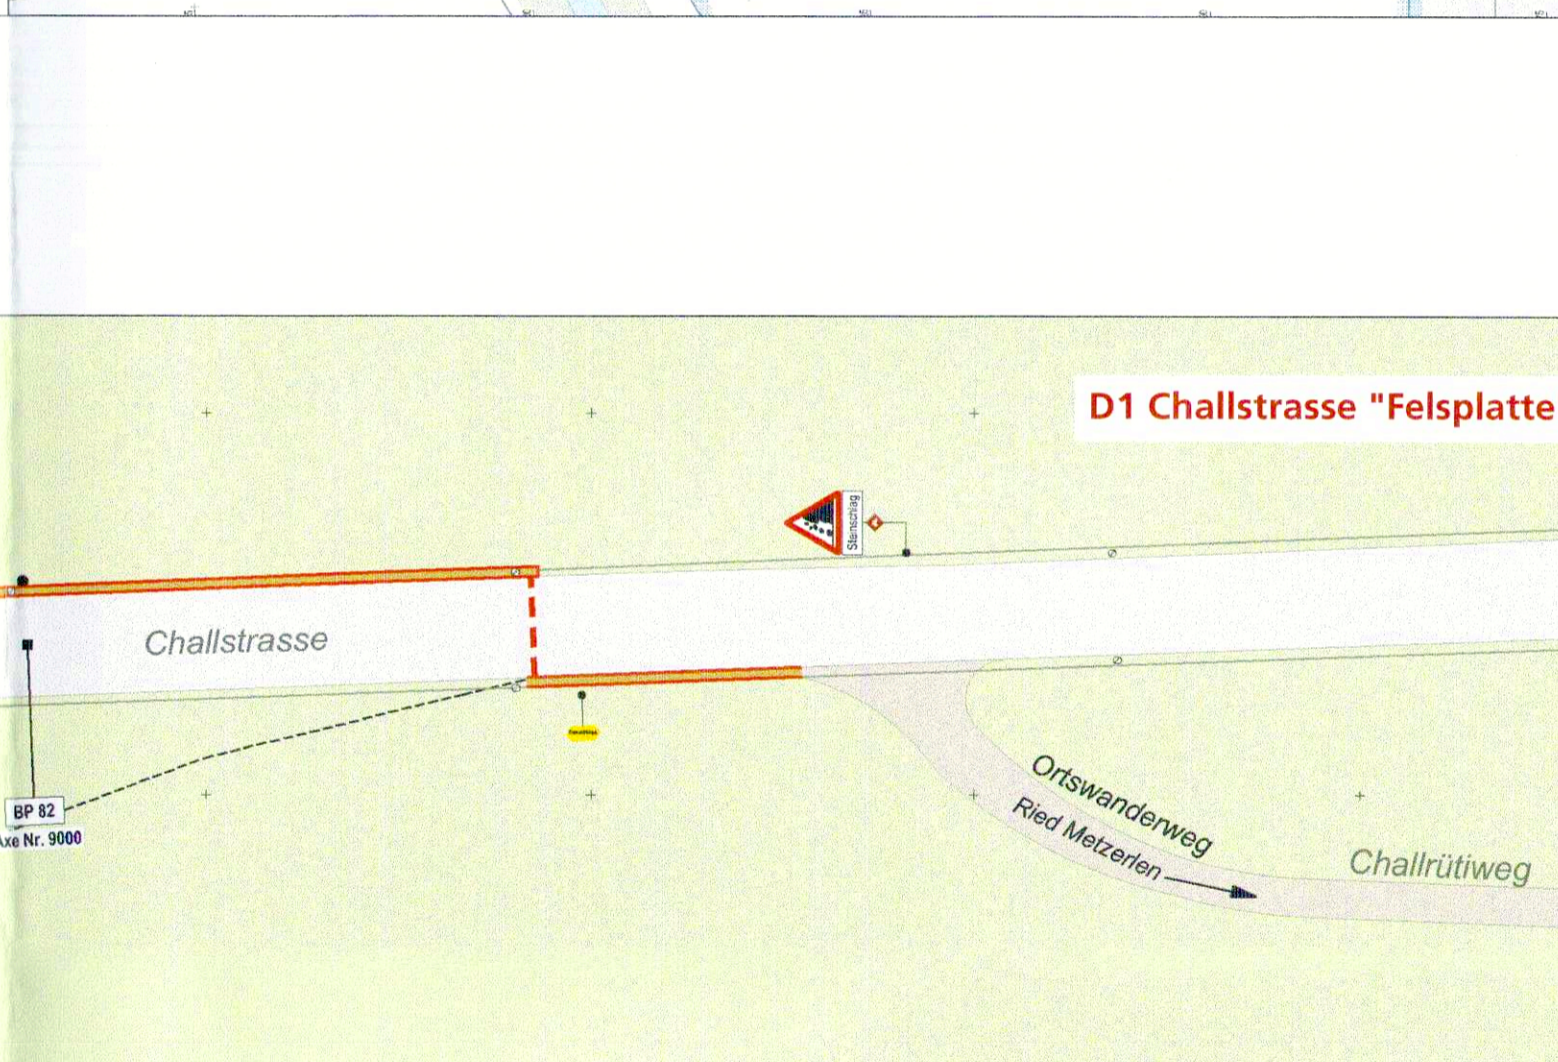 D1 Challstrasse "Felsplatte
Steinschlag
Challstrasse
BP 82
Axe Nr. 9000
Ortswanderweg
Ried Metzerlen
Challrütiweg